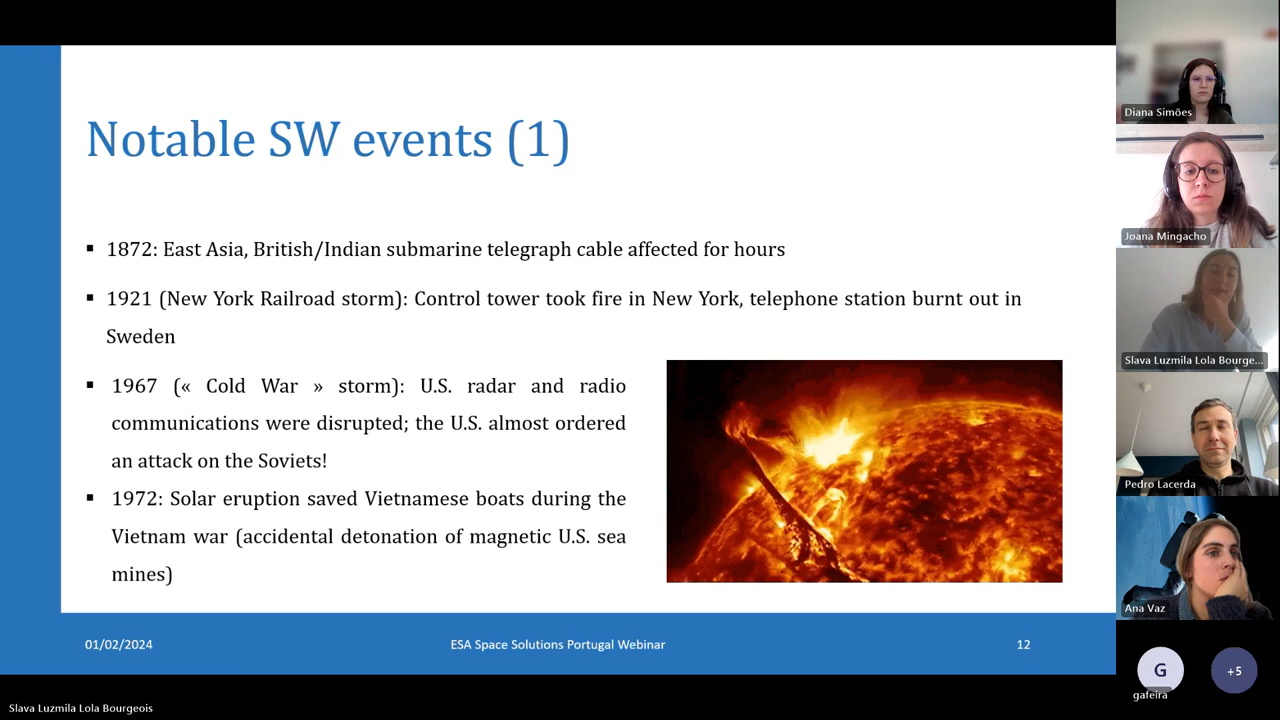 Notable SW events (1)
▪ 1872: East Asia, British/Indian submarine telegraph cable affected for hours
▪ 1921 (New York Railroad storm): Control tower took fire in New York, telephone station burnt out in
Sweden
▪ 1967 (« Cold War » storm): U.S. radar and radio
communications were disrupted; the U.S. almost ordered
an attack on the Soviets!
▪ 1972: Solar eruption saved Vietnamese boats during the
Vietnam war (accidental detonation of magnetic U.S. sea
mines)
01/02/2024
ESA Space Solutions Portugal Webinar
12
Slava Luzmila Lola Bourgeois
Diana Simões
Joana Mingacho
Slava Luzmila Lola Bourge...
Pedro Lacerda
Ana Vaz
G
gafeira
+5